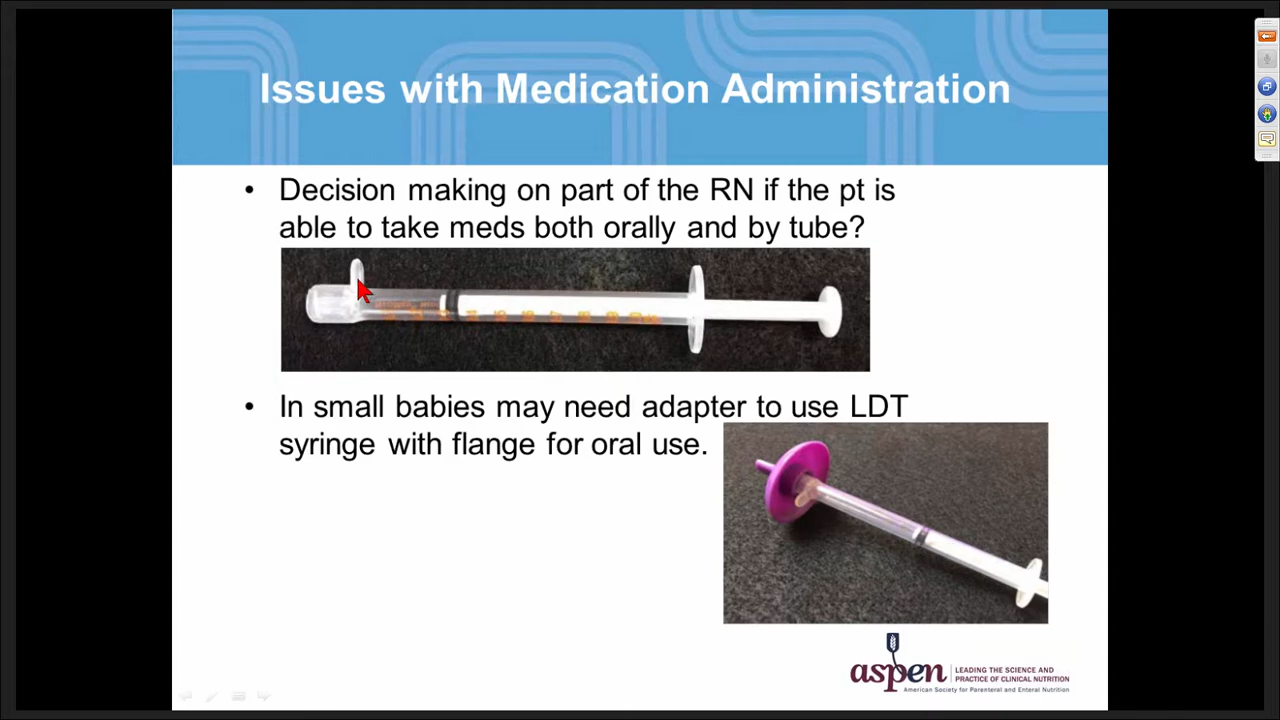 Issues with Medication Administration
• Decision making on part of the RN if the pt is
able to take meds both orally and by tube?
• In small babies may need adapter to use LDT
syringe with flange for oral use.
aspen
LEADING THE SCIENCE AND
PRACTICE OF CLINICAL NUTRITION
American Society for Parenteral and Enteral Nutrition